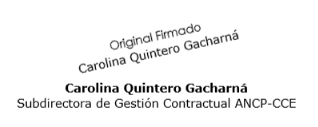 Original Firmado
Carolina Quintero Gacharná
Carolina Quintero Gacharná
Subdirectora de Gestión Contractual ANCP-CCE